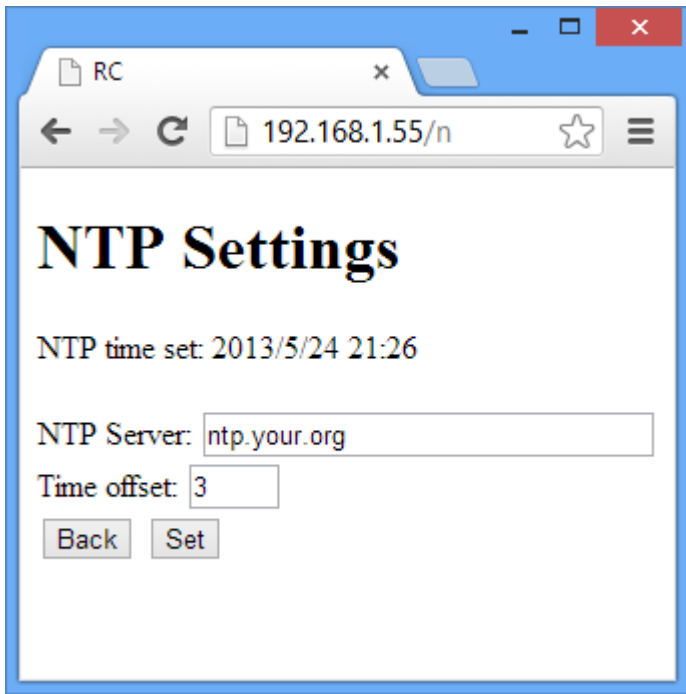 RC
192.168.1.55/n
NTP Settings
NTP time set: 2013/5/24 21:26
NTP Server: ntp.your.org
Time offset: 3
Back Set